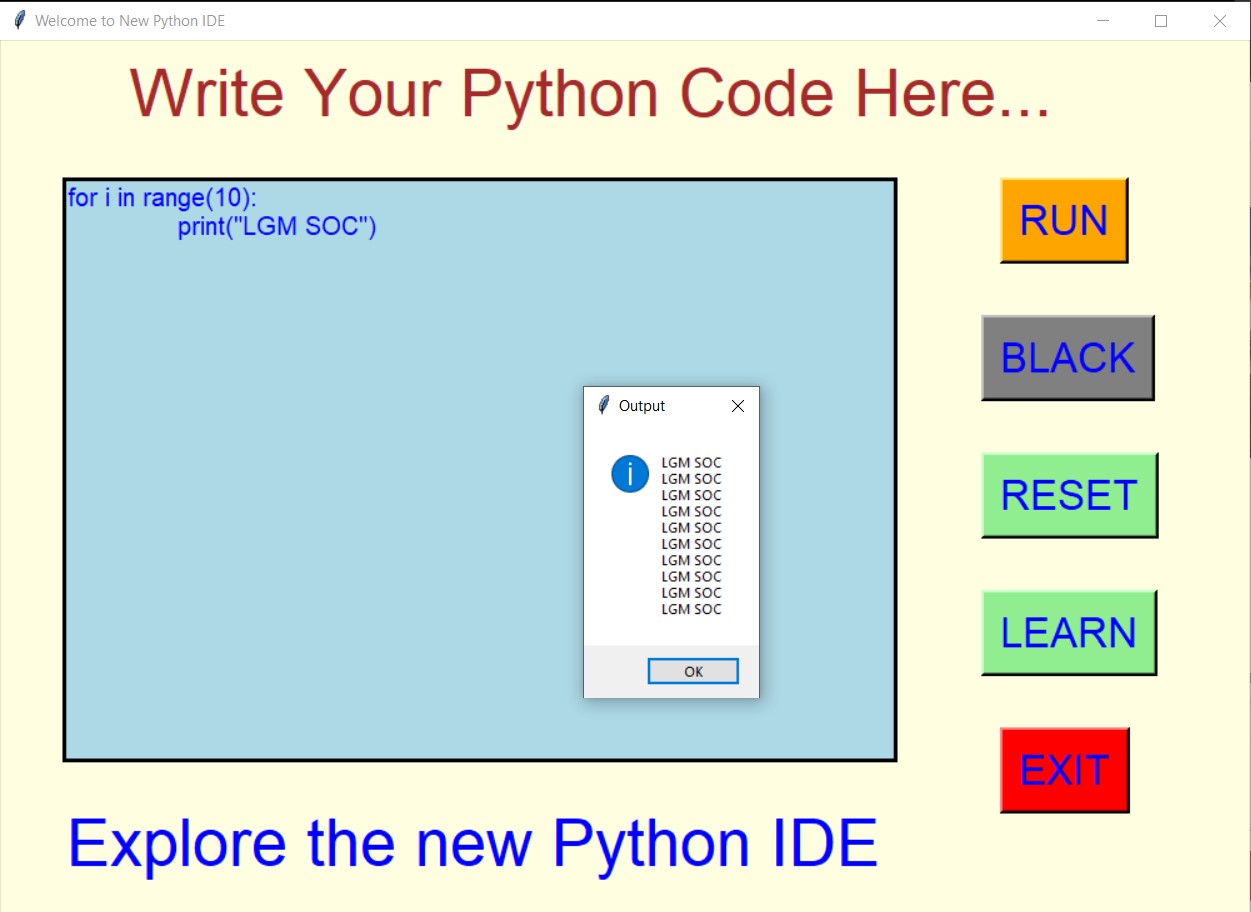 Welcome to New Python IDE
Write Your Python Code Here...
for i in range(10):
print("LGM SOC")
RUN
BLACK
RESET
LEARN
EXIT
Output
LGM SOC
LGM SOC
LGM SOC
LGM SOC
LGM SOC
LGM SOC
LGM SOC
LGM SOC
LGM SOC
LGM SOC
OK
Explore the new Python IDE